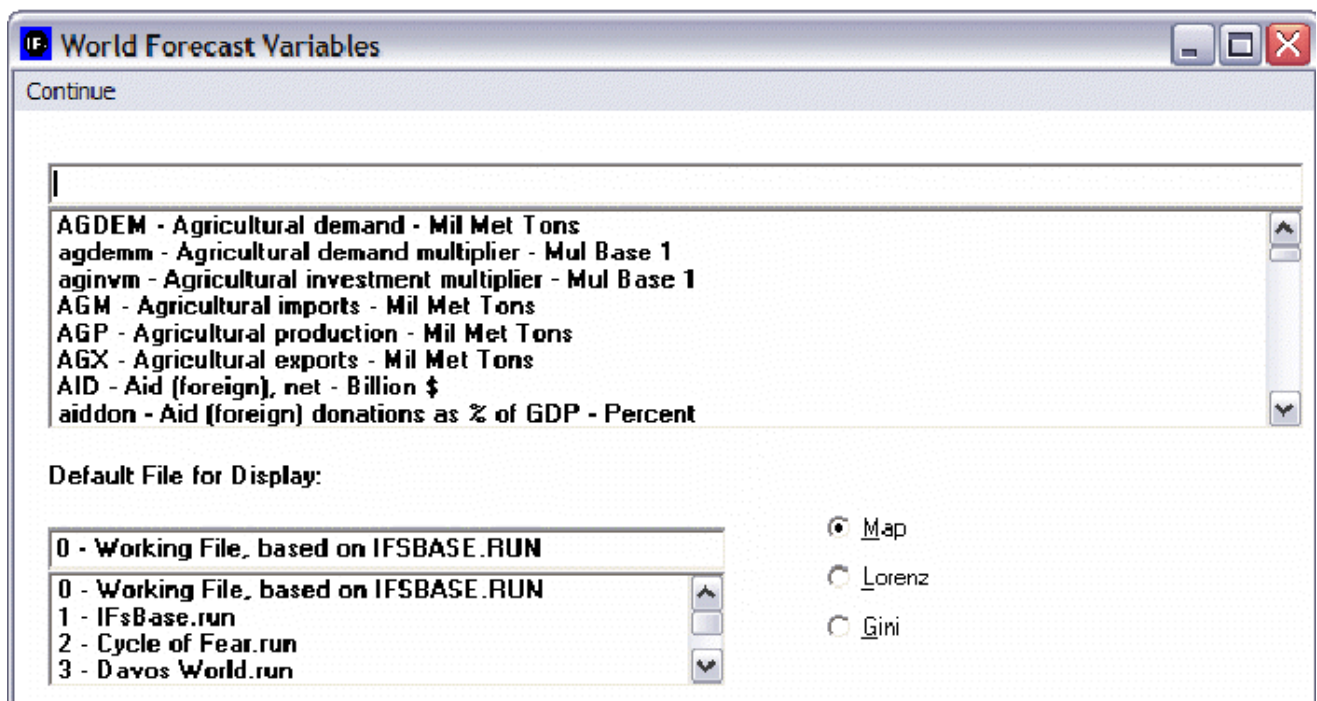 IF. World Forecast Variables
Continue
AGDEM - Agricultural demand - Mil Met Tons
agdemm - Agricultural demand multiplier - Mul Base 1
aginvm - Agricultural investment multiplier - Mul Base 1
AGM - Agricultural imports - Mil Met Tons
AGP - Agricultural production - Mil Met Tons
AGX - Agricultural exports - Mil Met Tons
AID - Aid (foreign), net - Billion $
aiddon - Aid (foreign) donations as % of GDP - Percent
Default File for Display:
0 - Working File, based on IFSBASE.RUN
0 - Working File, based on IFSBASE.RUN
1 - IFsBase.run
2 - Cycle of Fear.run
3 - Davos World.run
Map
Lorenz
Gini